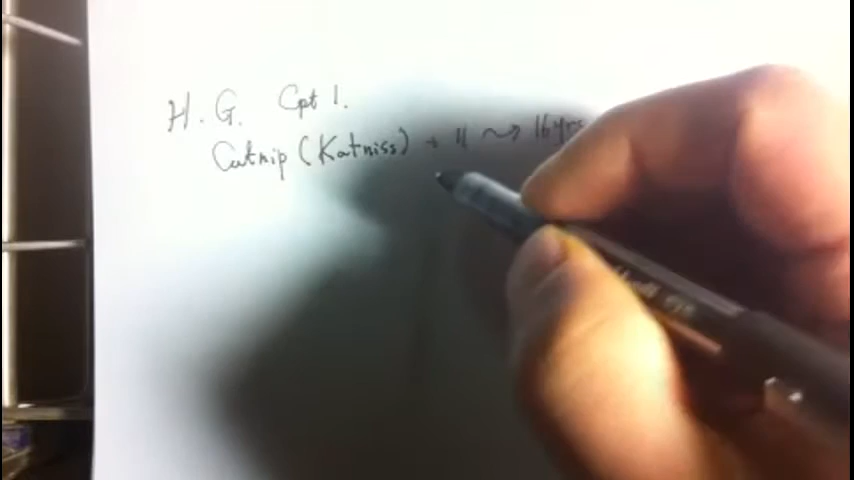 H. G. Cpt 1.
Catnip (Katniss) + 11 ~> 16 yrs